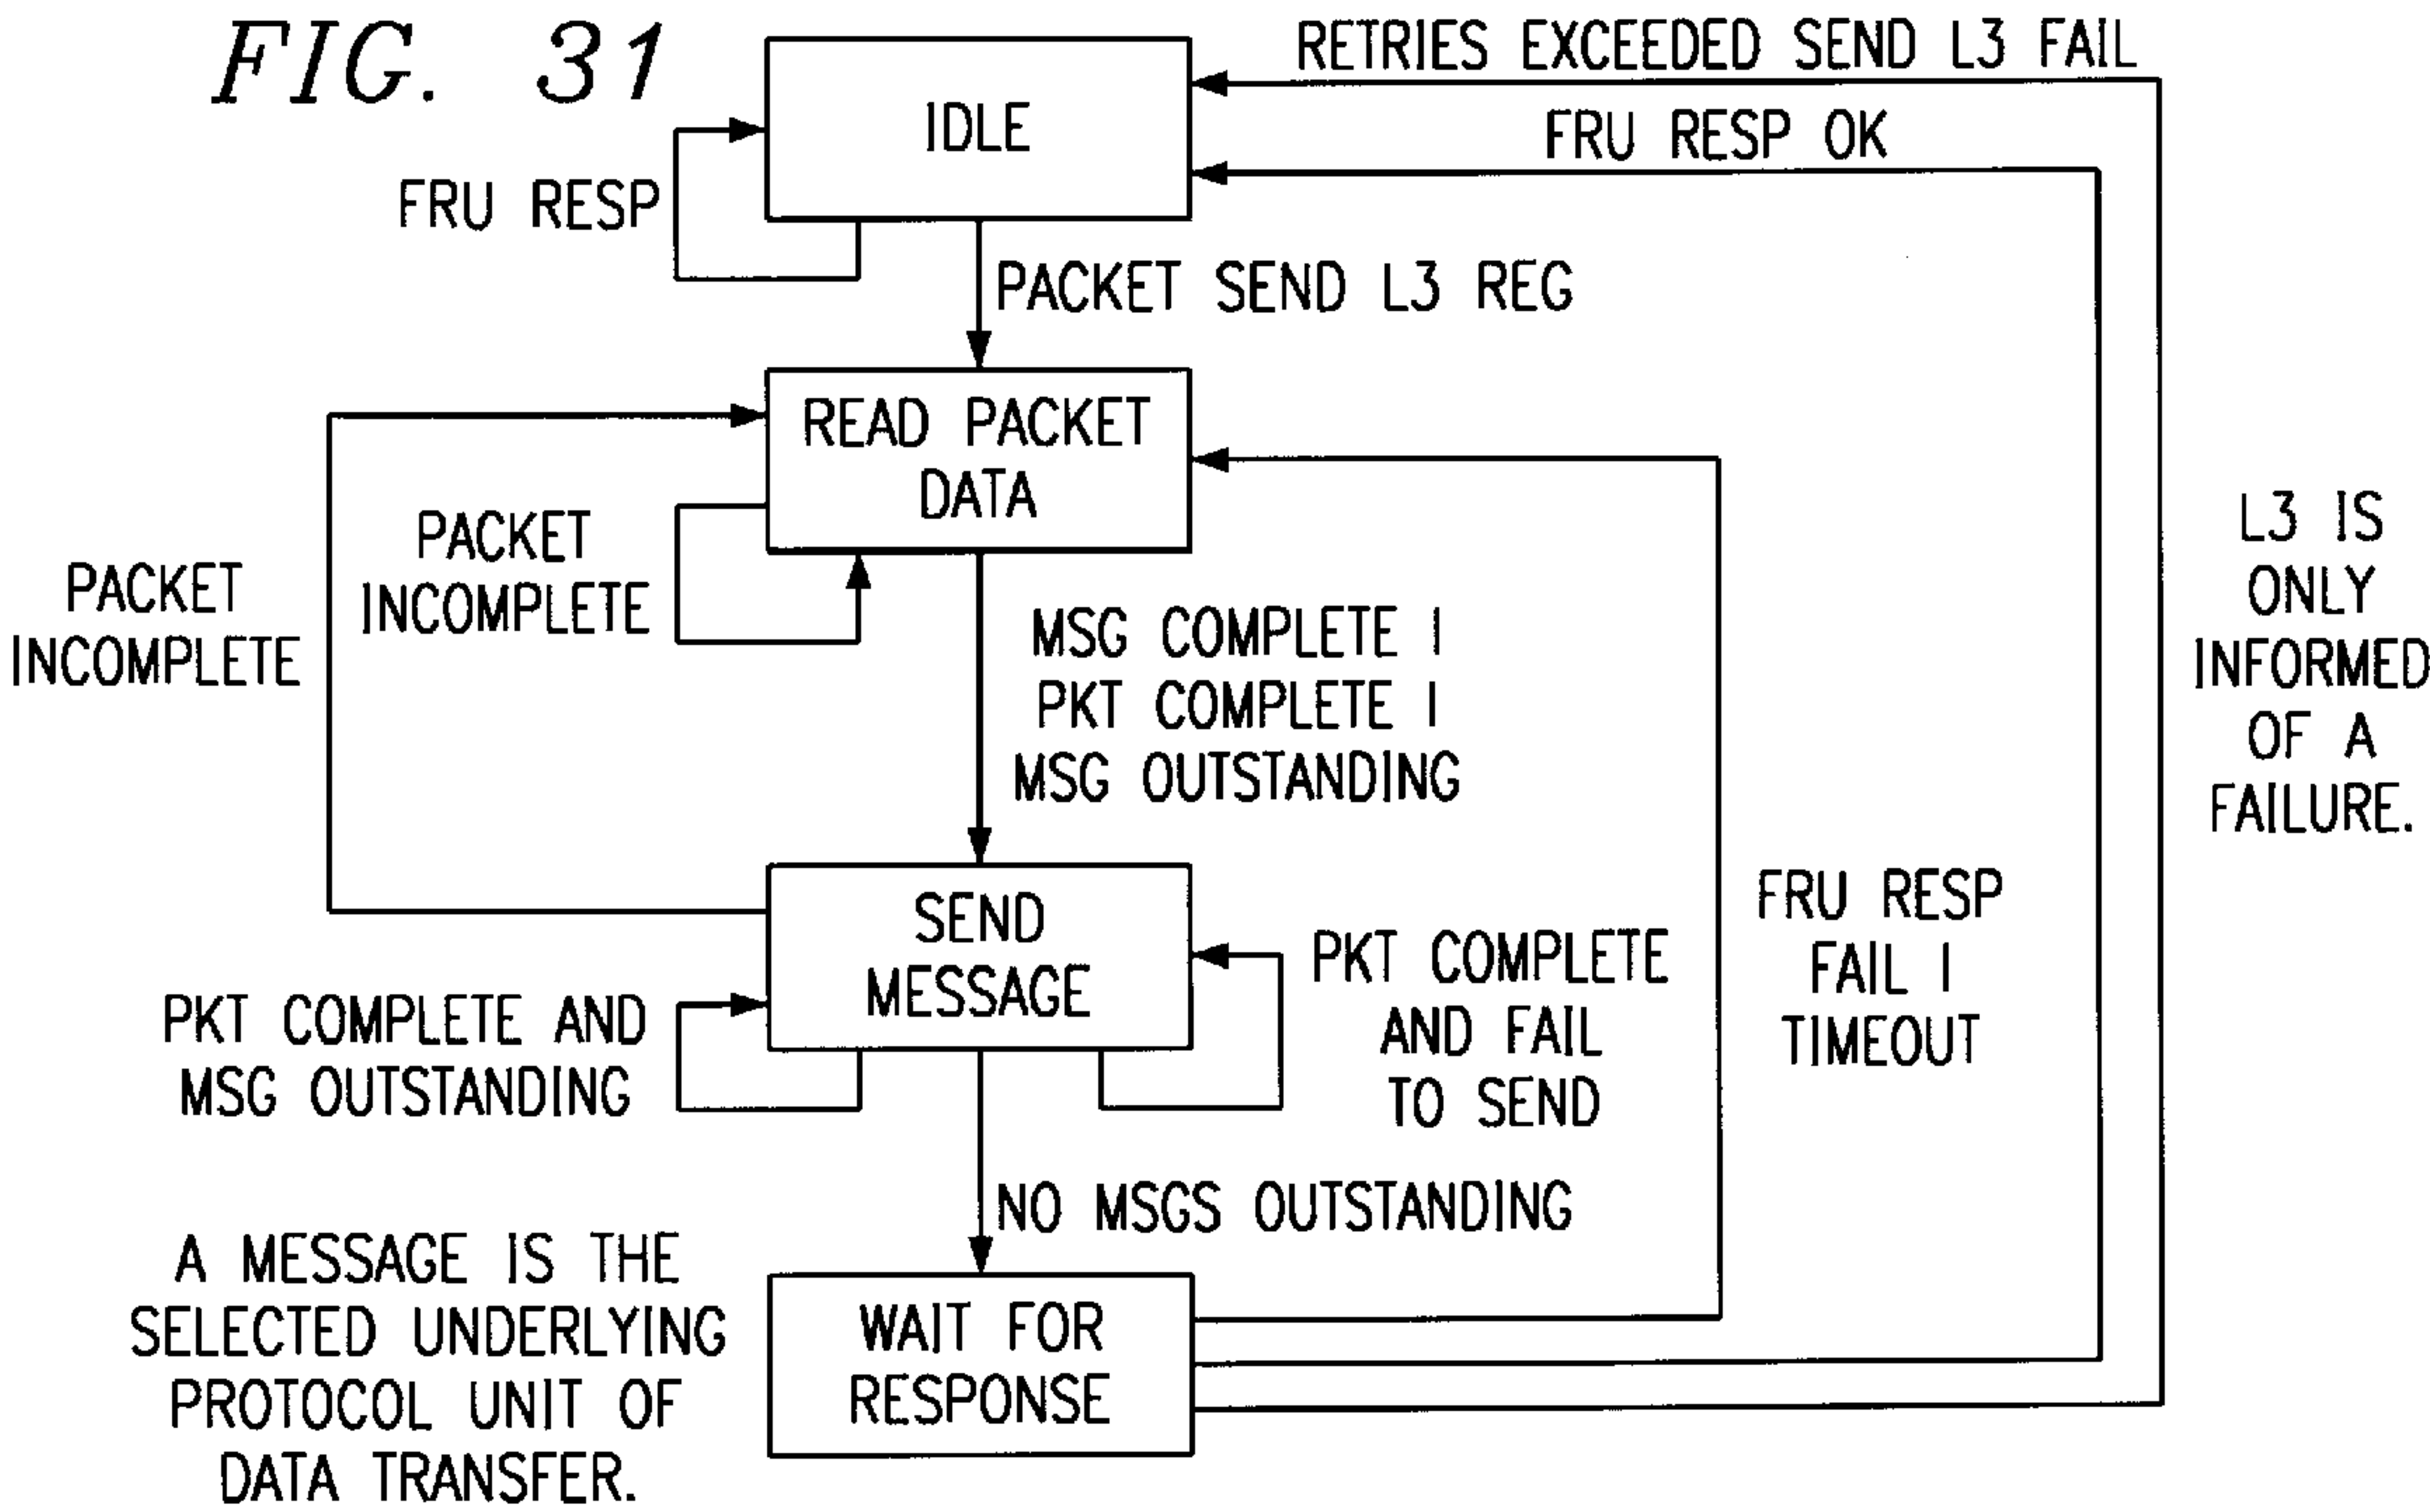 FIG. 31
RETRIES EXCEEDED SEND L3 FAIL
IDLE
FRU RESP OK
FRU RESP
PACKET SEND L3 REG
READ PACKET
DATA
PACKET
INCOMPLETE
PACKET
INCOMPLETE
MSG COMPLETE |
PKT COMPLETE |
MSG OUTSTANDING
L3 IS
ONLY
INFORMED
OF A
FAILURE.
SEND
MESSAGE
PKT COMPLETE AND
MSG OUTSTANDING
PKT COMPLETE
AND FAIL
TO SEND
FRU RESP
FAIL |
TIMEOUT
NO MSGS OUTSTANDING
WAIT FOR
RESPONSE
A MESSAGE IS THE
SELECTED UNDERLYING
PROTOCOL UNIT OF
DATA TRANSFER.